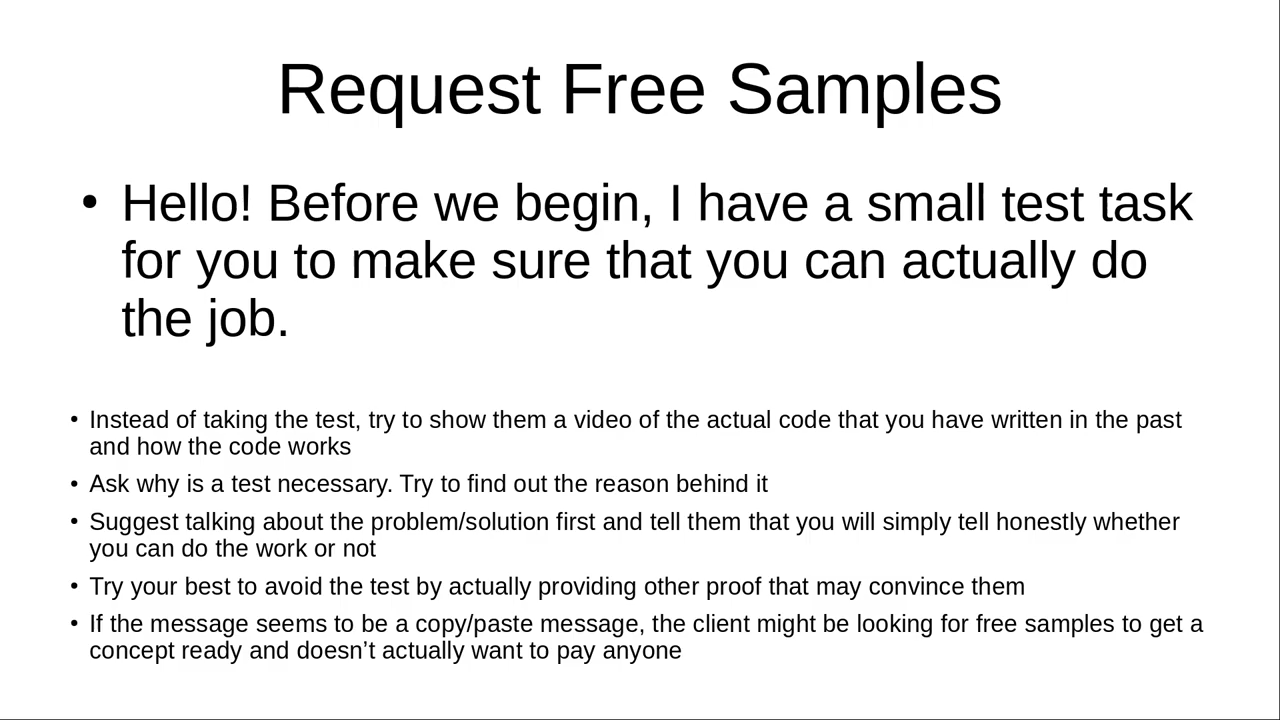 Request Free Samples
• Hello! Before we begin, I have a small test task
for you to make sure that you can actually do
the job.
• Instead of taking the test, try to show them a video of the actual code that you have written in the past
and how the code works
• Ask why is a test necessary. Try to find out the reason behind it
• Suggest talking about the problem/solution first and tell them that you will simply tell honestly whether
you can do the work or not
• Try your best to avoid the test by actually providing other proof that may convince them
• If the message seems to be a copy/paste message, the client might be looking for free samples to get a
concept ready and doesn’t actually want to pay anyone